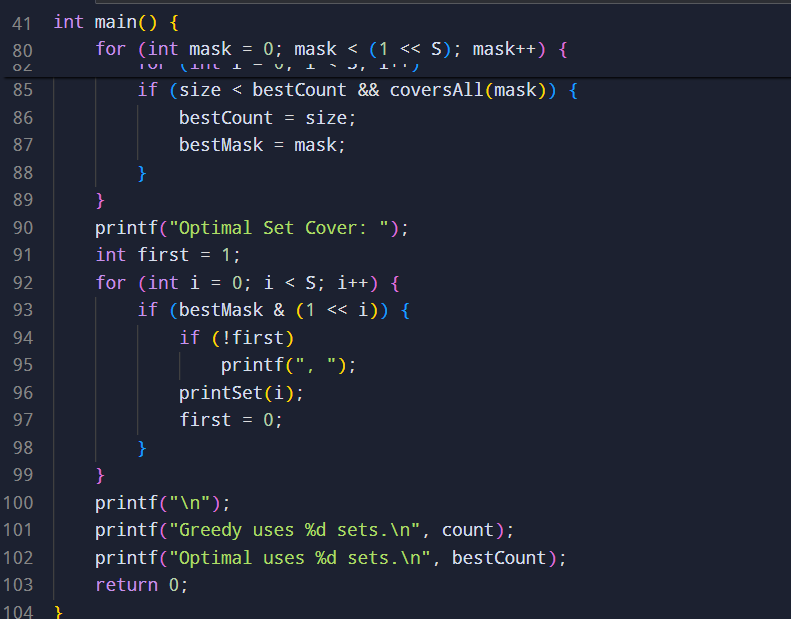 41 int main() {
80 for (int mask = 0; mask < (1 << S); mask++) {
82 for (int i = 0; i < S; i++)
85 if (size < bestCount && coversAll(mask)) {
86 bestCount = size;
87 bestMask = mask;
88 }
89 }
90 printf("Optimal Set Cover: ");
91 int first = 1;
92 for (int i = 0; i < S; i++) {
93 if (bestMask & (1 << i)) {
94 if (!first)
95 printf(", ");
96 printSet(i);
97 first = 0;
98 }
99 }
100 printf("\n");
101 printf("Greedy uses %d sets.\n", count);
102 printf("Optimal uses %d sets.\n", bestCount);
103 return 0;
104 }